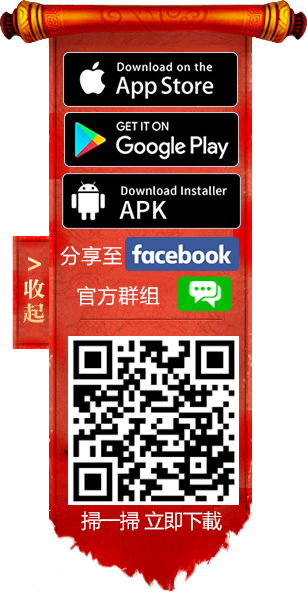 Download on the
App Store
GET IT ON
Google Play
Download Installer
APK
分享至 facebook
> 收起
官方群组
掃一掃 立即下載